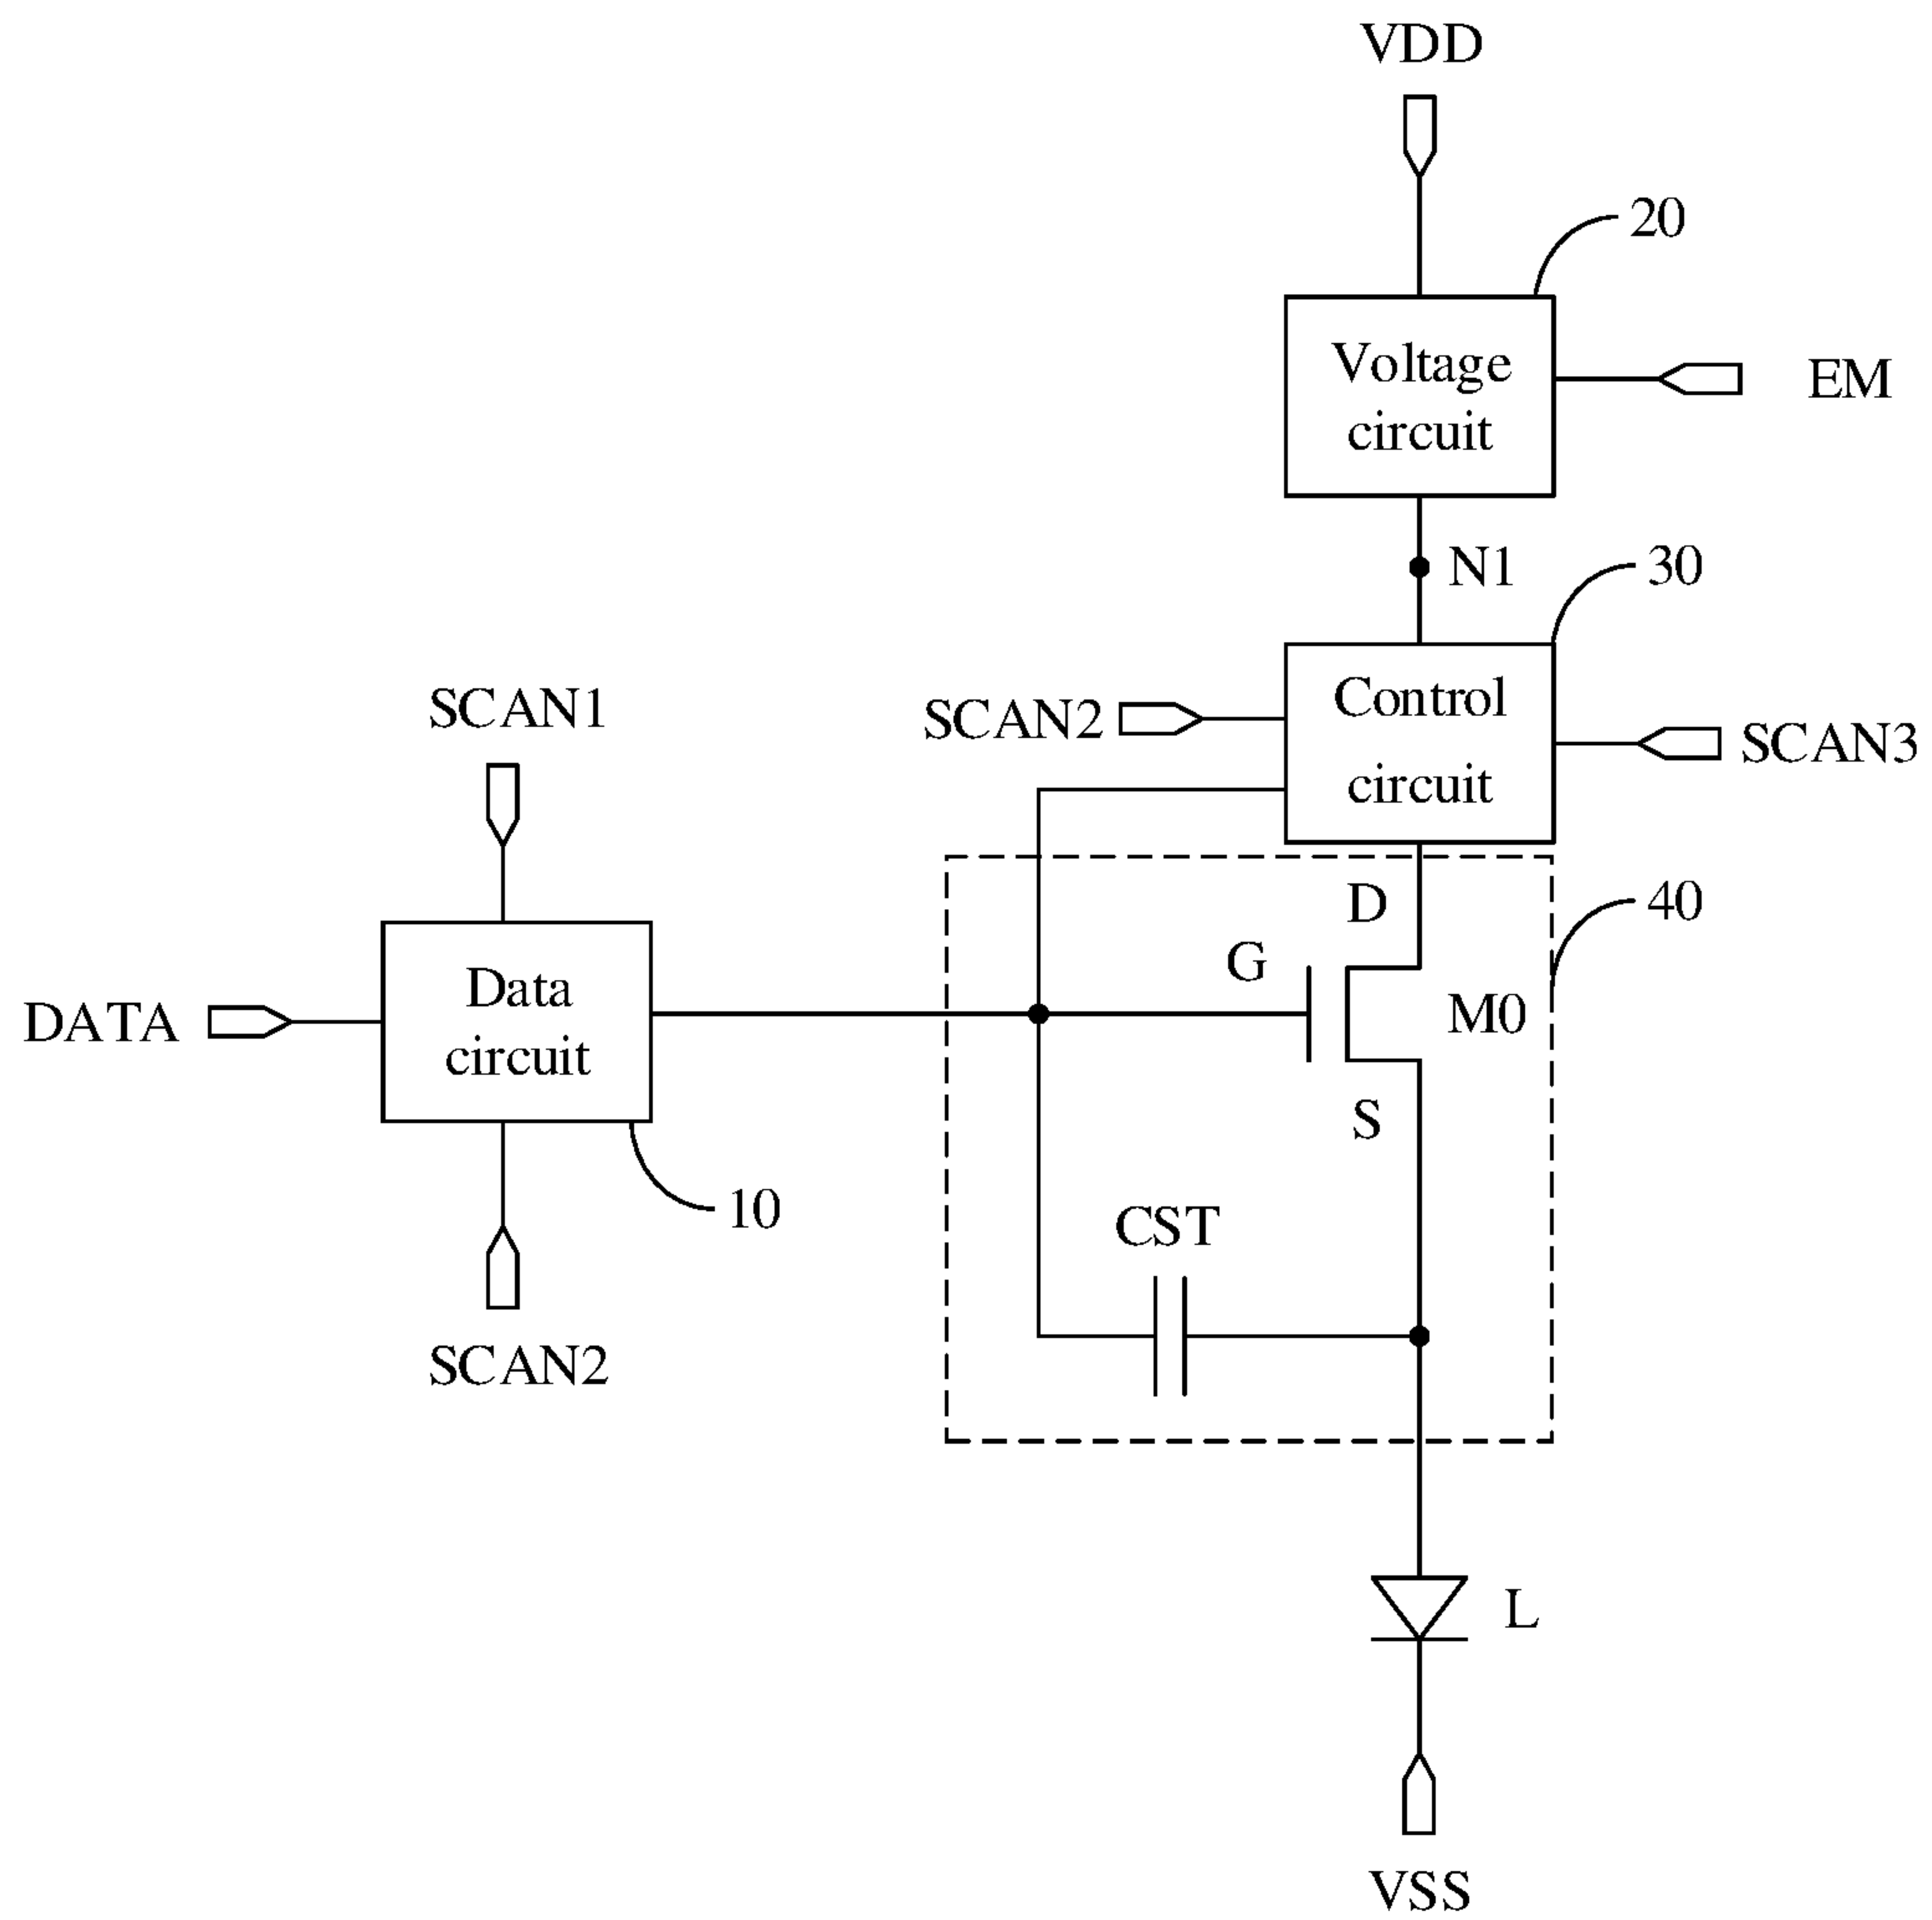 VDD
20
Voltage
circuit
EM
N1
30
SCAN1
SCAN2
Control
circuit
SCAN3
D
40
G
DATA
Data
circuit
M0
S
10
CST
SCAN2
L
VSS